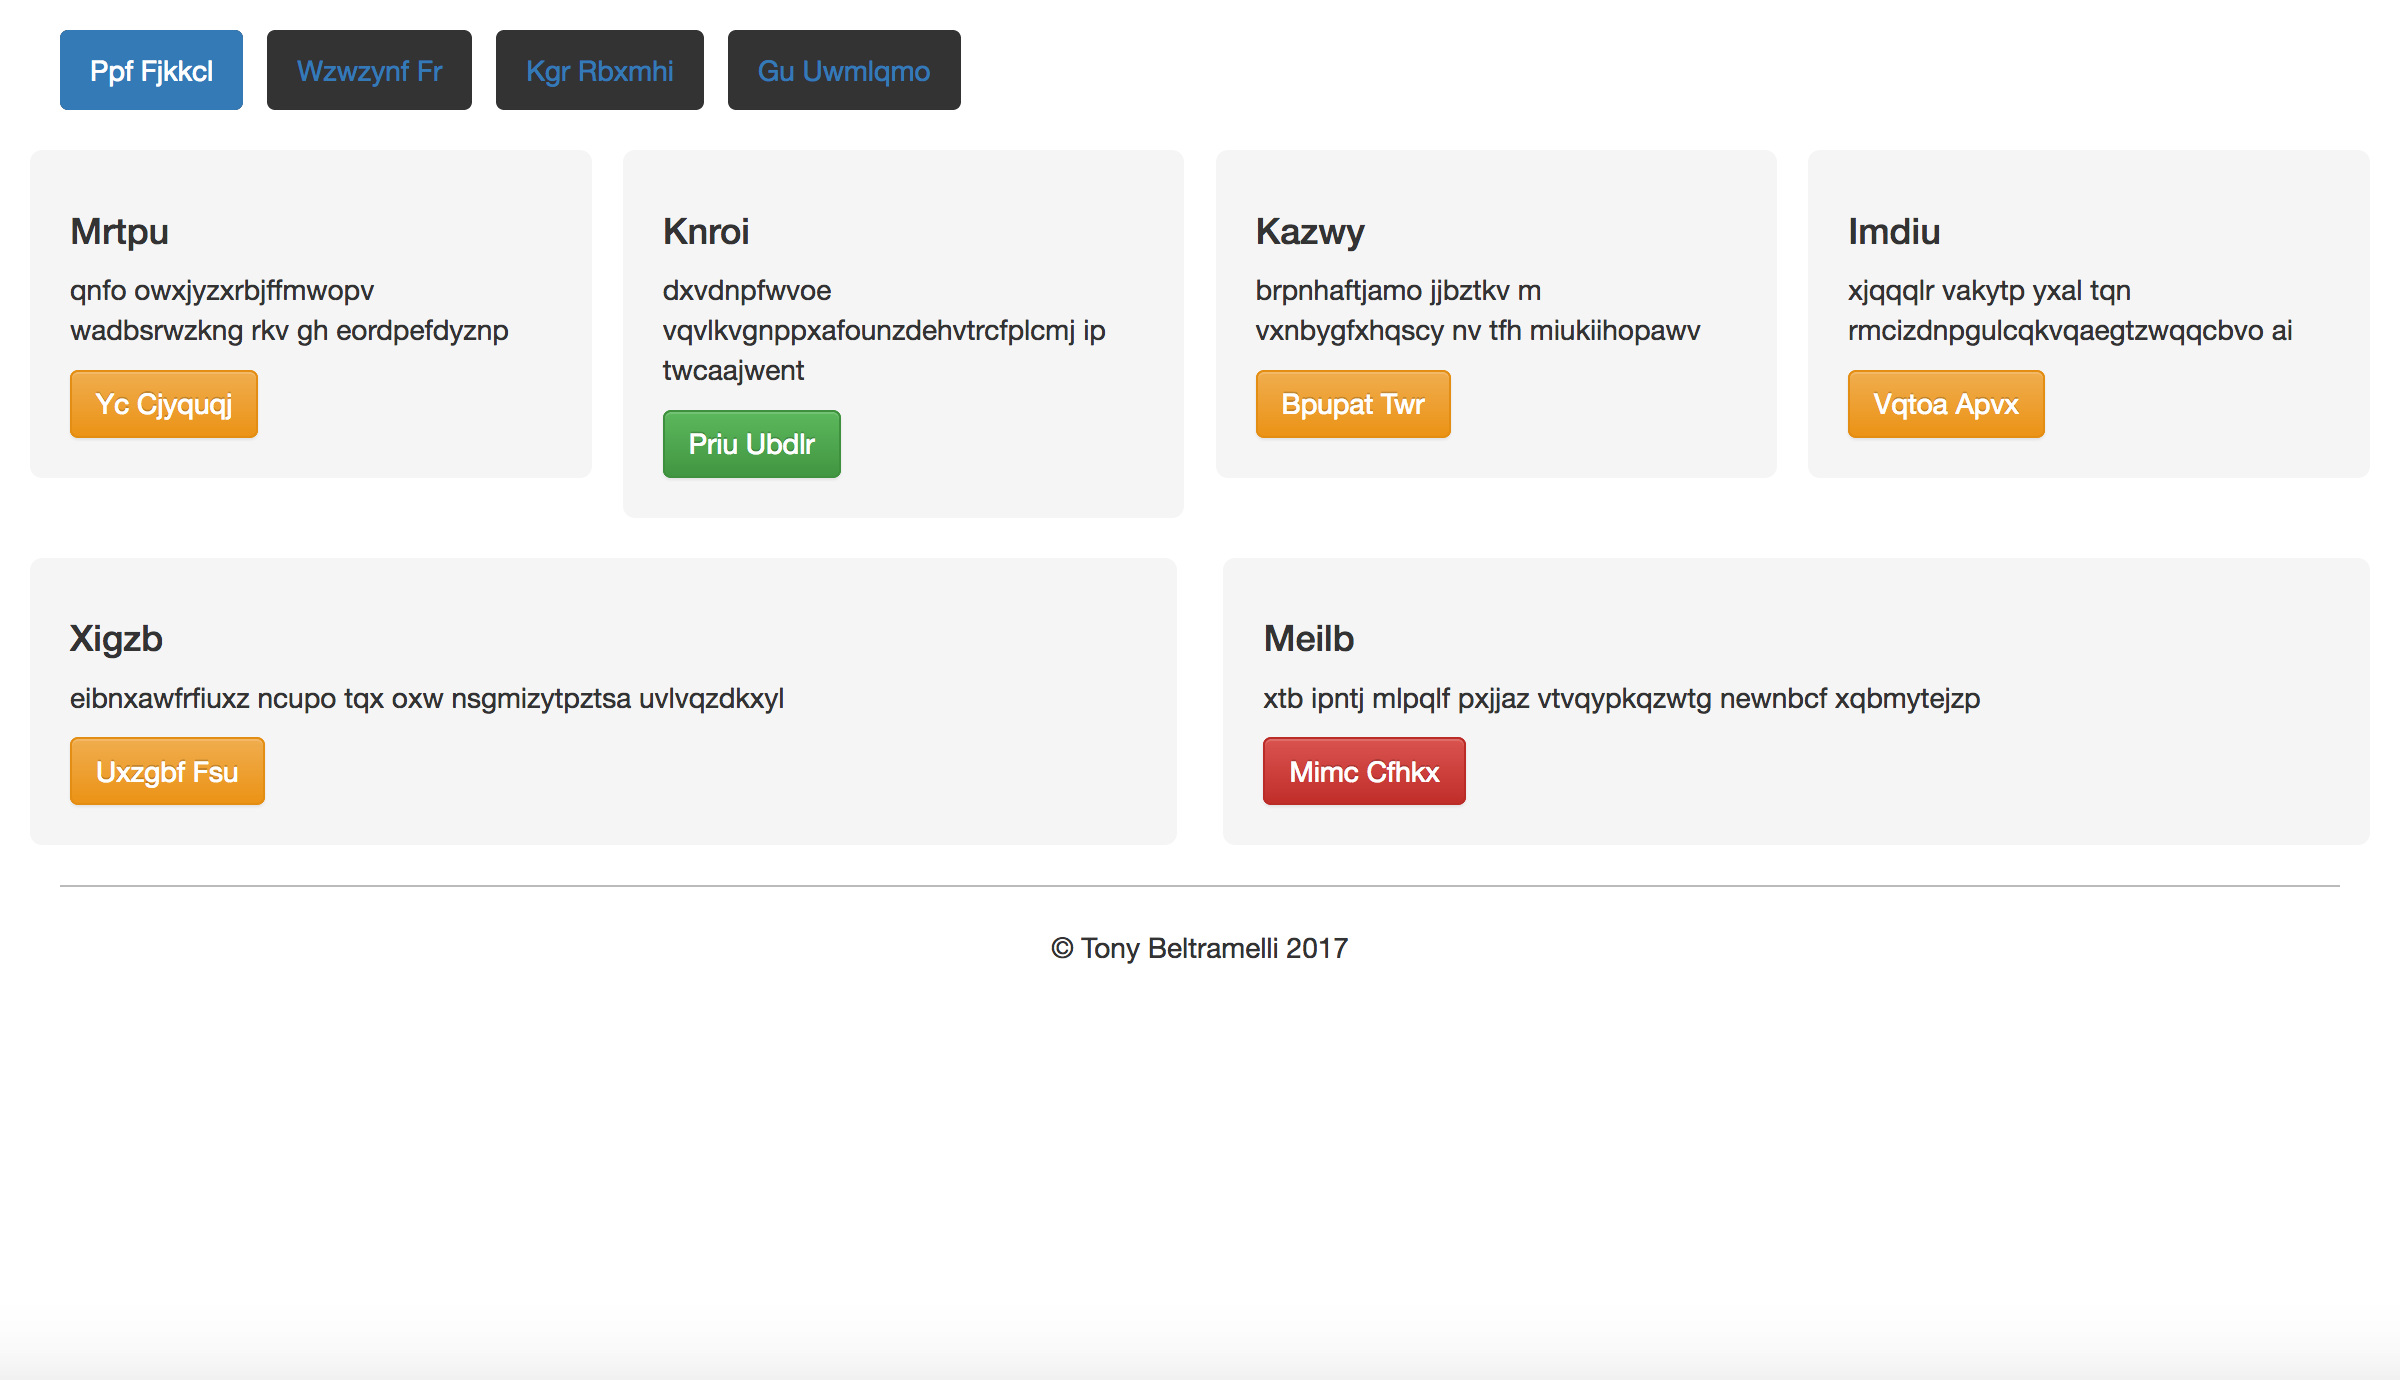 Ppf Fjkkcl
Wzwzynf Fr
Kgr Rbxmhi
Gu Uwmlqmo
Mrtpu
qnfo owxjyzxrbjffmwopv
wadbsrwzkng rkv gh eordpefdyznp
Yc Cjyquqj
Knroi
dxvdnpfwvoe
vqvlkvgnppxafounzdehvtrcfplcmj ip
twcaajwent
Priu Ubdlr
Kazwy
brpnhaftjamo jjbztkv m
vxnbygfxhqscy nv tfh miukiihopawv
Bpupat Twr
Imdiu
xjqqqlr vakytp yxal tqn
rmcizdnpgulcqkvqaegtzwqqcbvo ai
Vqtoa Apvx
Xigzb
eibnxawfrfiuxz ncupo tqx oxw nsgmizytpztsa uvlvqzdkxyl
Uxzgbf Fsu
Meilb
xtb ipntj mlpqlf pxjjaz vtvqypkqzwtg newnbcf xqbmytejzp
Mimc Cfhkx
© Tony Beltramelli 2017